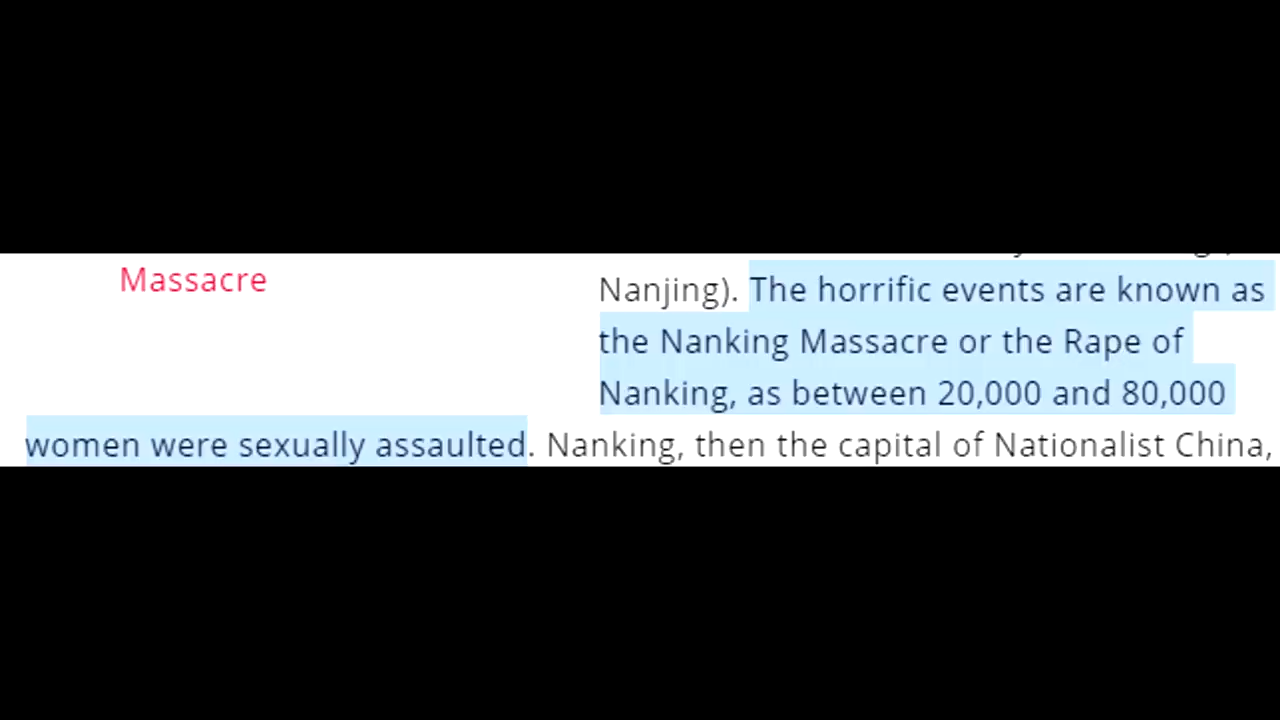 Massacre
Nanjing). The horrific events are known as
the Nanking Massacre or the Rape of
Nanking, as between 20,000 and 80,000
women were sexually assaulted. Nanking, then the capital of Nationalist China,